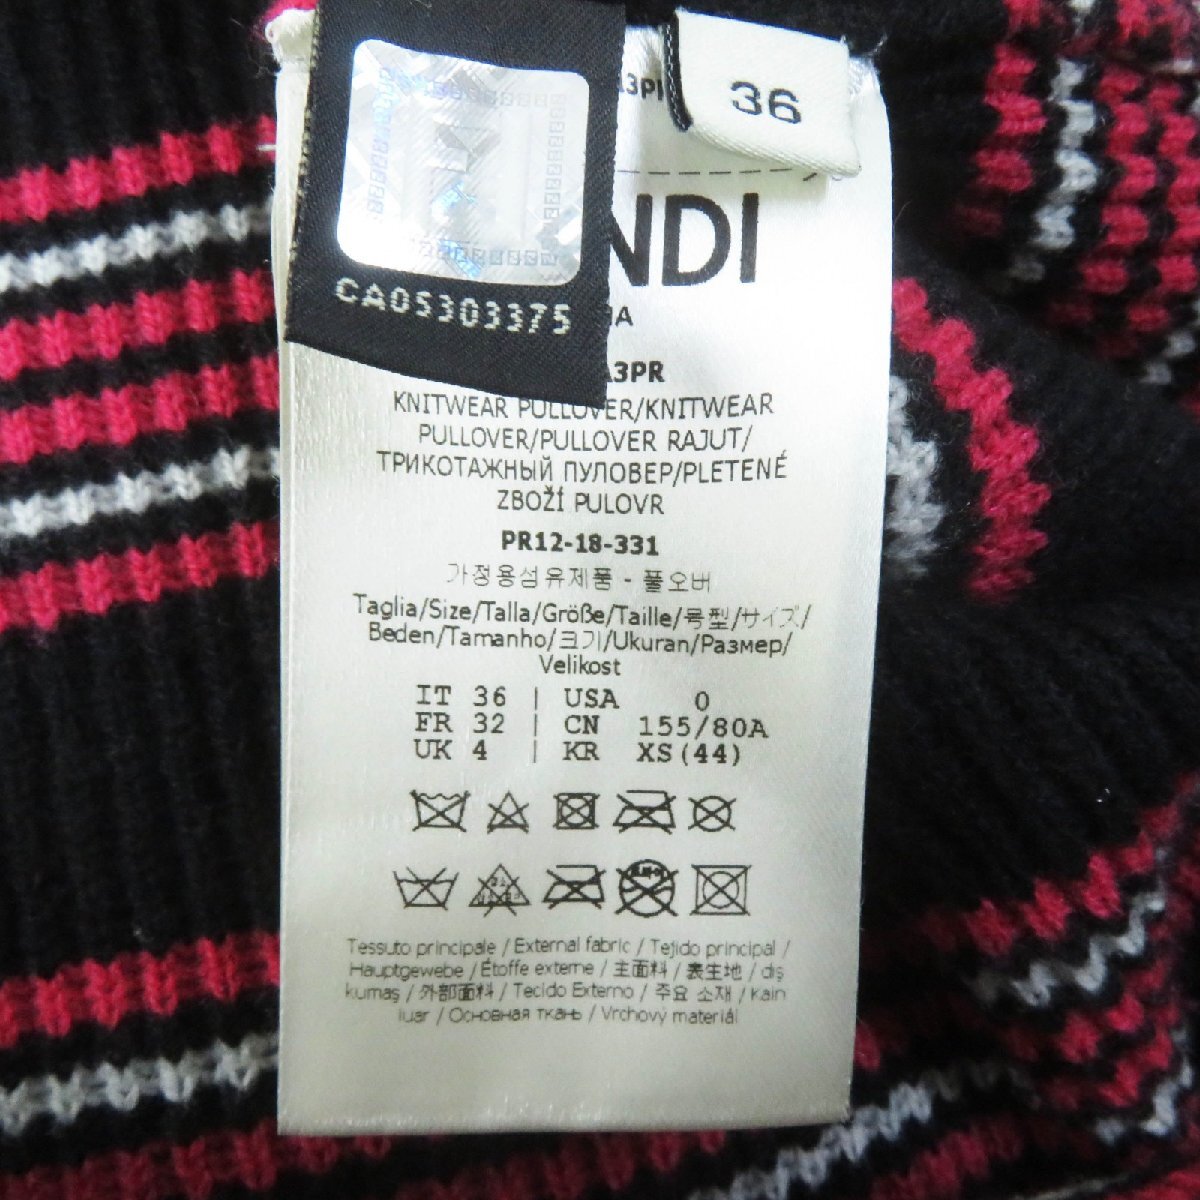 36
CA05303375
NDI
A3PR
KNITWEAR PULLOVER/KNITWEAR
PULLOVER/PULLOVER RAJUT/
ТРИКОТАЖНЫЙ ПУЛОВЕР/PLETENÉ
ZBOŽÍ PULOVR
PR12-18-331
가정용섬유제품 - 풀오버
Taglia/Size/Talla/Größe/Taille/号型/サイズ/
Beden/Tamanho/크기/Ukuran/Размер/
Velikost
IT 36 | USA 0
FR 32 | CN 155/80A
UK 4 | KR XS(44)
Tessuto principale / External fabric / Tejido principal /
Hauptgewebe / Étoffe externe / 主面料 / 表生地 / dış
kumaş / 外部面料 / Tecido Externo / 주요 소재 / Kain
luar / Основная ткань / Vrchový materiál